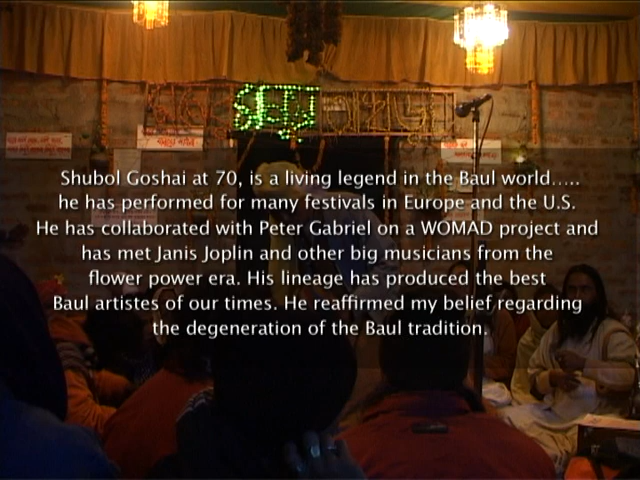 Shubol Goshai at 70, is a living legend in the Baul world.....
he has performed for many festivals in Europe and the U.S.
He has collaborated with Peter Gabriel on a WOMAD project and
has met Janis Joplin and other big musicians from the
flower power era. His lineage has produced the best
Baul artistes of our times. He reaffirmed my belief regarding
the degeneration of the Baul tradition.